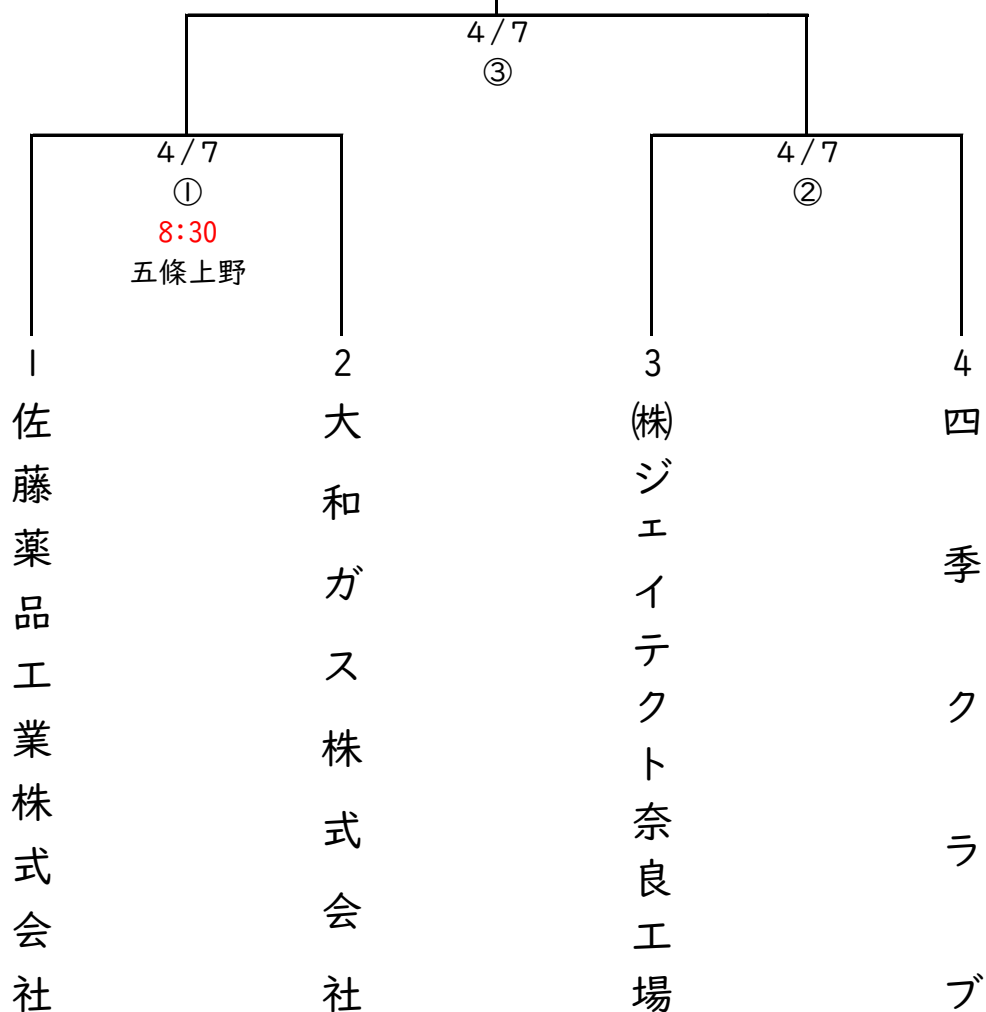 4/7
③
4/7
①
8:30
五條上野
4/7
②
1
佐藤薬品工業株式会社
2
大和ガス株式会社
3
㈱ジェイテクト奈良工場
4
四季クラブ